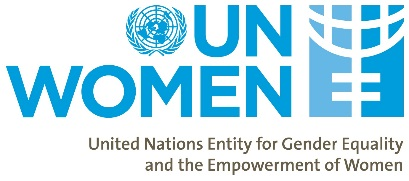 UN
WOMEN
United Nations Entity for Gender Equality
and the Empowerment of Women